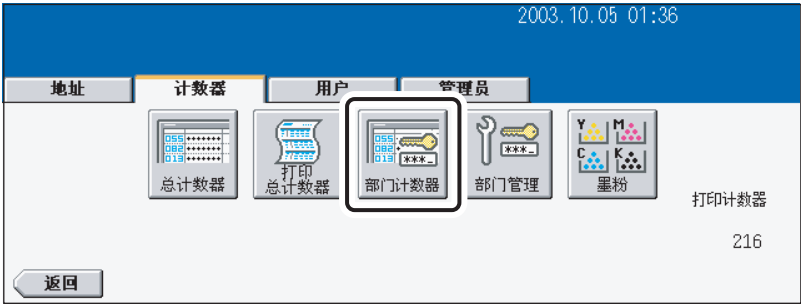 2003.10.05 01:36
地址 计数器 用户 管理员
055
082
013
055
082
013
***_
***_
Y M
C K
总计数器 打印
总计数器 部门计数器 部门管理 墨粉
打印计数器
216
返回